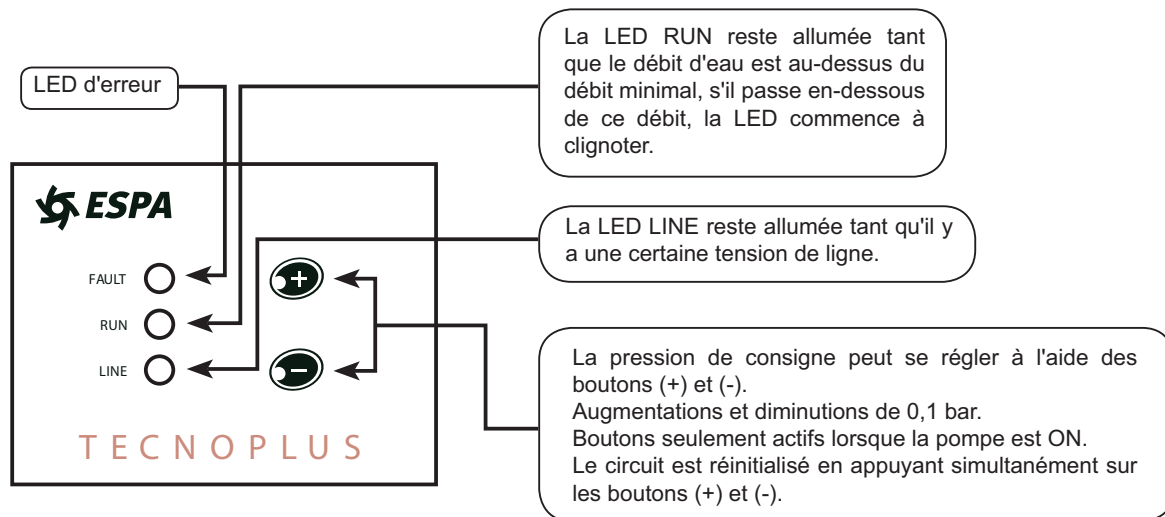 La LED RUN reste allumée tant
que le débit d'eau est au-dessus du
débit minimal, s'il passe en-dessous
de ce débit, la LED commence à
clignoter.
LED d'erreur
ESPA
La LED LINE reste allumée tant qu'il y
a une certaine tension de ligne.
FAULT
RUN
LINE
+
-
TECNOPLUS
La pression de consigne peut se régler à l'aide des
boutons (+) et (-).
Augmentations et diminutions de 0,1 bar.
Boutons seulement actifs lorsque la pompe est ON.
Le circuit est réinitialisé en appuyant simultanément sur
les boutons (+) et (-).